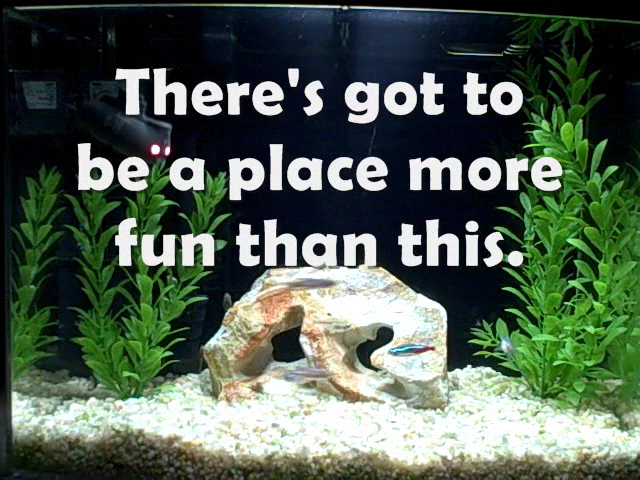 There's got to
be a place more
fun than this.